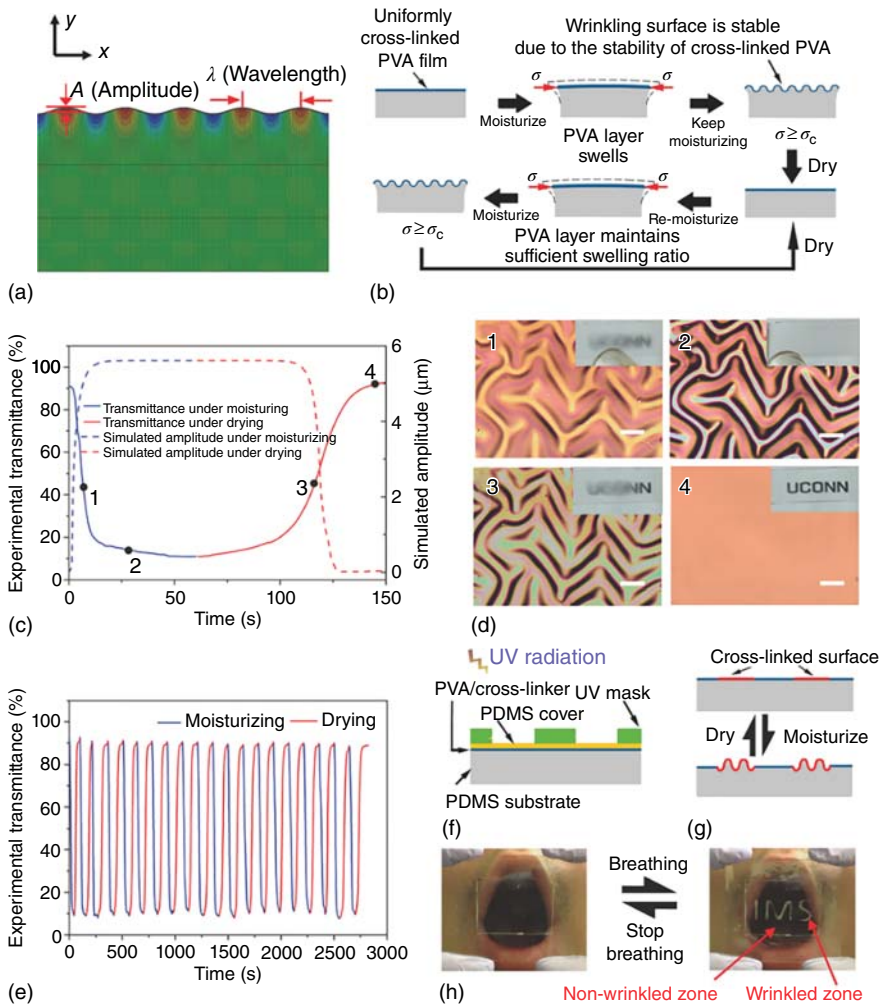 y
x
A (Amplitude)
λ (Wavelength)
(a)
Uniformly
cross-linked
PVA film
Wrinkling surface is stable
due to the stability of cross-linked PVA
σ
σ
Moisturize
PVA layer
swells
Keep
moisturizing
σ ≥ σc
Dry
σ
σ
Moisturize
Re-moisturize
σ ≥ σc
PVA layer maintains
sufficient swelling ratio
Dry
(b)
Experimental transmittance (%)
100
80
60
40
20
0
Transmittance under moisturing
Transmittance under drying
Simulated amplitude under moisturizing
Simulated amplitude under drying
1
2
3
4
6
4
2
0
Simulated amplitude (μm)
0
50
100
150
Time (s)
(c)
1
UCONN
2
3
UCONN
4
UCONN
(d)
Experimental transmittance (%)
100
80
60
40
20
0
Moisturizing
Drying
0
500
1000
1500
2000
2500
3000
Time (s)
(e)
UV radiation
PVA/cross-linker
UV mask
PDMS cover
PDMS substrate
(f)
Cross-linked surface
Dry
Moisturize
(g)
Breathing
Stop
breathing
IMS
Non-wrinkled zone
Wrinkled zone
(h)